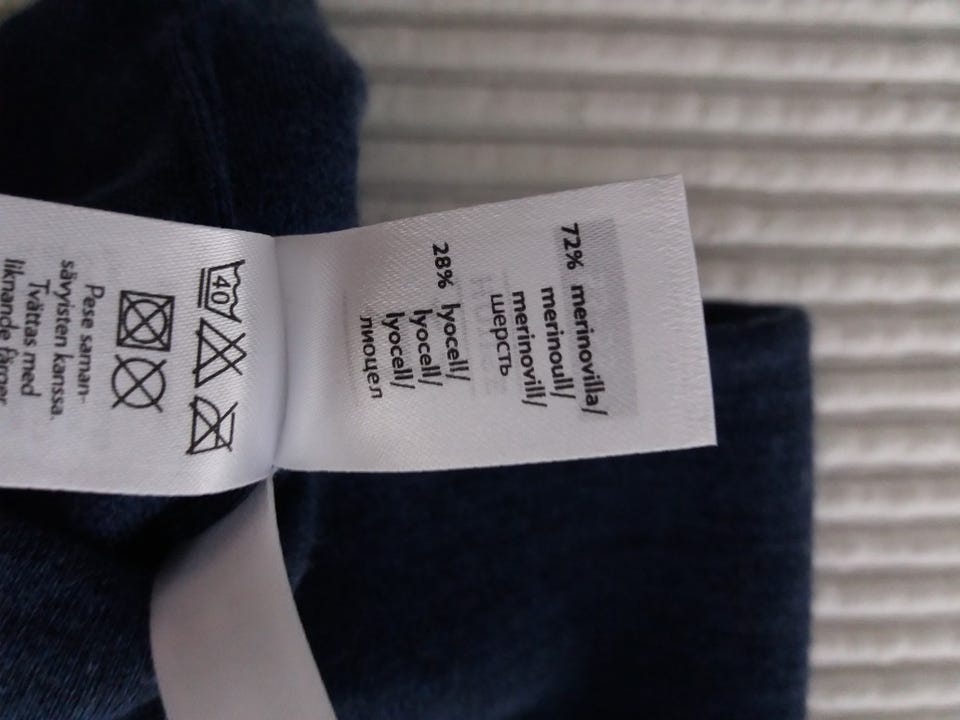 72% merinovilla/
merinoull/
merinovill/
шерсть
28% lyocell/
lyocell/
lyocell/
лиоцел
40
Pese saman-
sävyisten kanssa.
Tvättas med
liknande färger